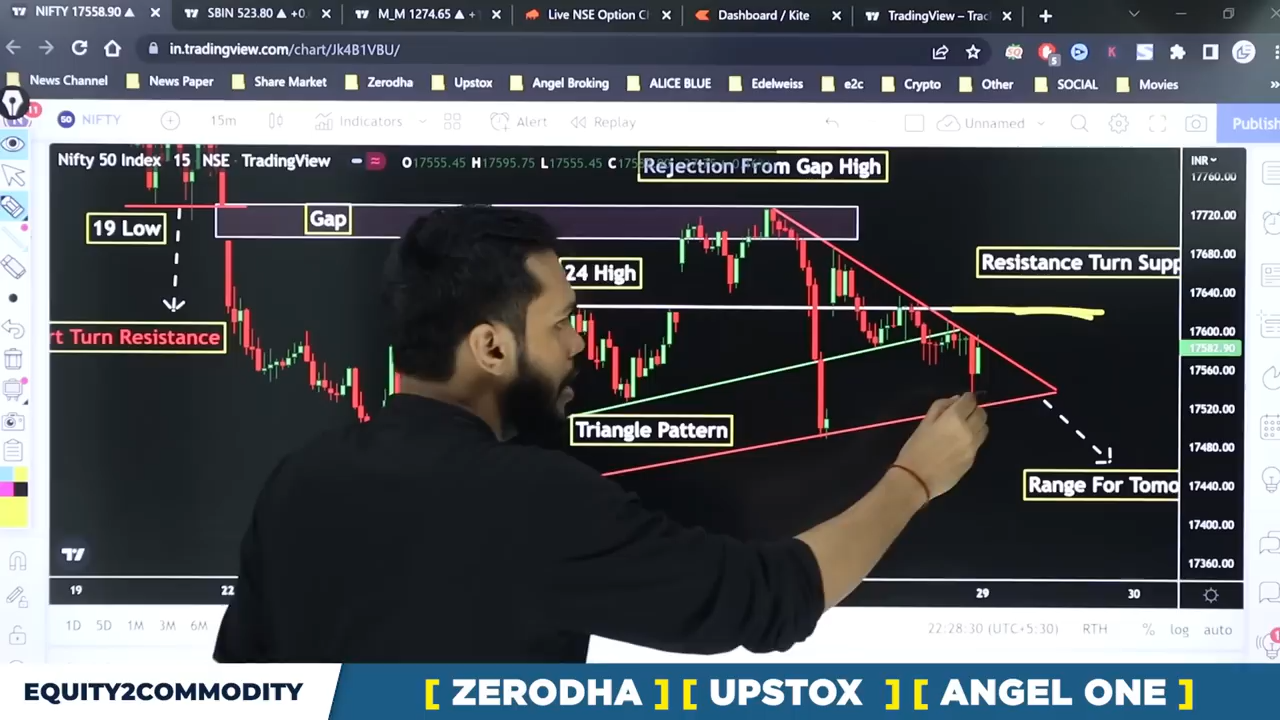 NIFTY 17558.90 ▲
SBIN 523.80 ▲ +0.
M_M 1274.65 ▲ +1
Live NSE Option C
Dashboard / Kite
TradingView – Trac
in.tradingview.com/chart/Jk4B1VBU/
News Channel
News Paper
Share Market
Zerodha
Upstox
Angel Broking
ALICE BLUE
Edelweiss
e2c
Crypto
Other
SOCIAL
Movies
11
50 NIFTY
15m
Indicators
Alert
Replay
Unnamed
Publish
Nifty 50 Index 15 NSE TradingView
O17555.45 H17595.75 L17555.45
Rejection From Gap High
INR
17760.00
17720.00
17680.00
17640.00
17600.00
17582.90
17560.00
17520.00
17480.00
17440.00
17400.00
17360.00
19 Low
Gap
24 High
Resistance Turn Supp
rt Turn Resistance
Triangle Pattern
Range For Tomo
19
22
29
30
1D 5D 1M 3M 6M
22:28:30 (UTC+5:30)
RTH
% log auto
EQUITY2COMMODITY
[ ZERODHA ] [ UPSTOX ] [ ANGEL ONE ]